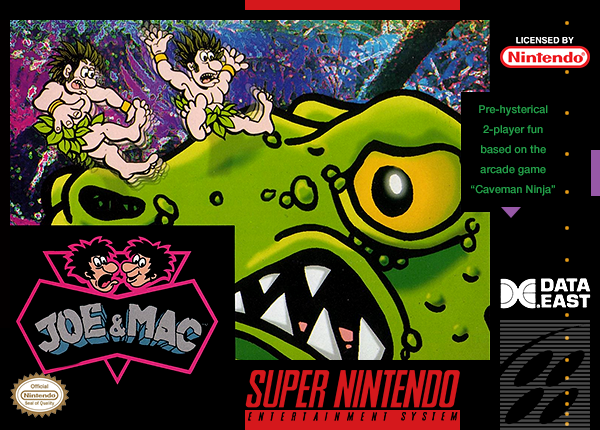 LICENSED BY
Nintendo®
Pre-hysterical
2-player fun
based on the
arcade game
"Caveman Ninja"
JOE & MAC™
DATA
EAST
Official
Nintendo
Seal of Quality
SUPER NINTENDO
ENTERTAINMENT SYSTEM